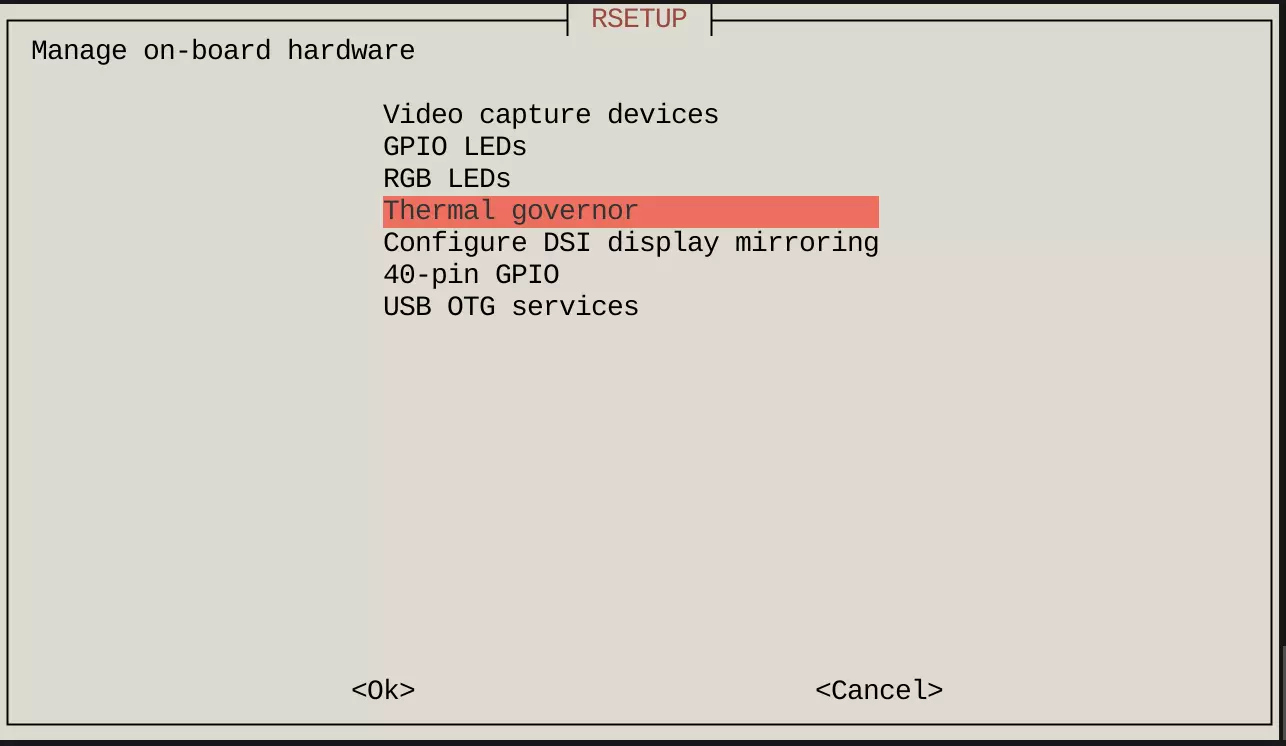 RSETUP
Manage on-board hardware
Video capture devices
GPIO LEDs
RGB LEDs
Thermal governor
Configure DSI display mirroring
40-pin GPIO
USB OTG services
<Ok> <Cancel>